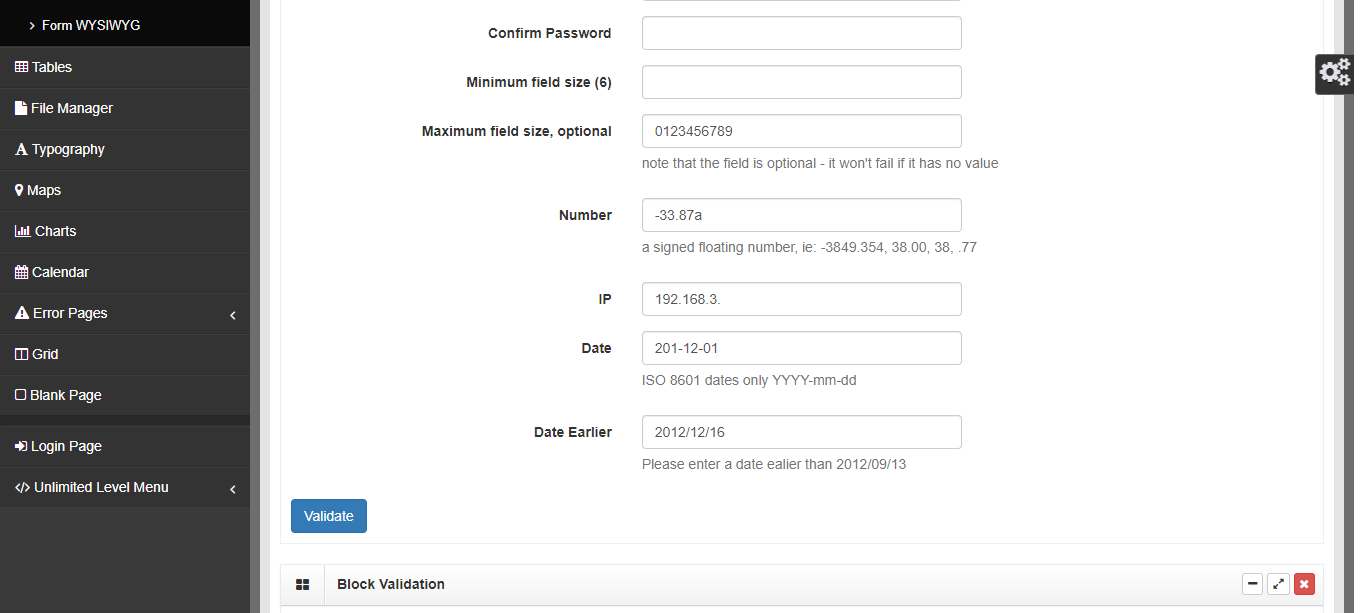 Form WYSIWYG
Tables
File Manager
Typography
Maps
Charts
Calendar
Error Pages
Grid
Blank Page
Login Page
Unlimited Level Menu
Confirm Password
Minimum field size (6)
Maximum field size, optional
0123456789
note that the field is optional - it won't fail if it has no value
Number
-33.87a
a signed floating number, ie: -3849.354, 38.00, 38, .77
IP
192.168.3.
Date
201-12-01
ISO 8601 dates only YYYY-mm-dd
Date Earlier
2012/12/16
Please enter a date ealier than 2012/09/13
Validate
Block Validation